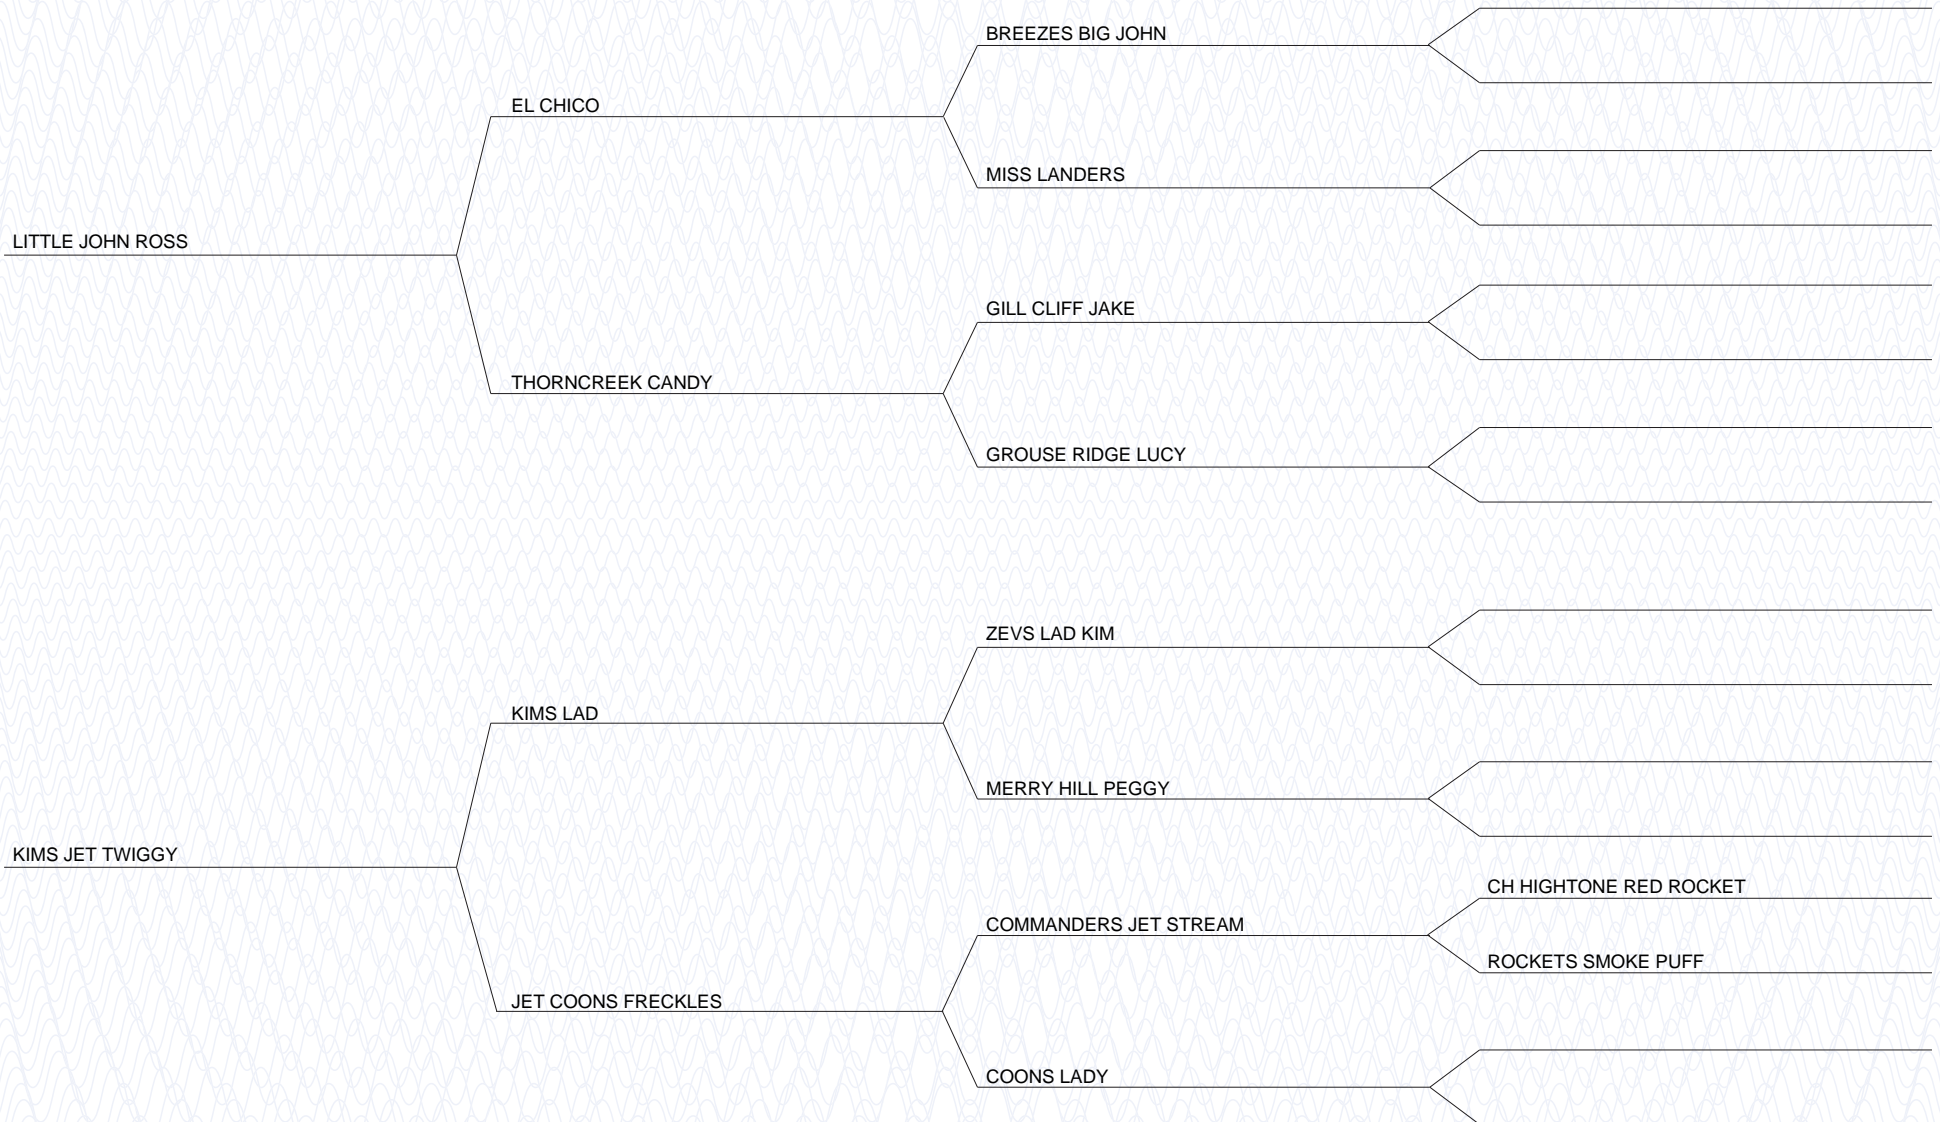 BREEZES BIG JOHN
EL CHICO
MISS LANDERS
LITTLE JOHN ROSS
GILL CLIFF JAKE
THORNCREEK CANDY
GROUSE RIDGE LUCY
ZEVS LAD KIM
KIMS LAD
MERRY HILL PEGGY
KIMS JET TWIGGY
CH HIGHTONE RED ROCKET
COMMANDERS JET STREAM
ROCKETS SMOKE PUFF
JET COONS FRECKLES
COONS LADY